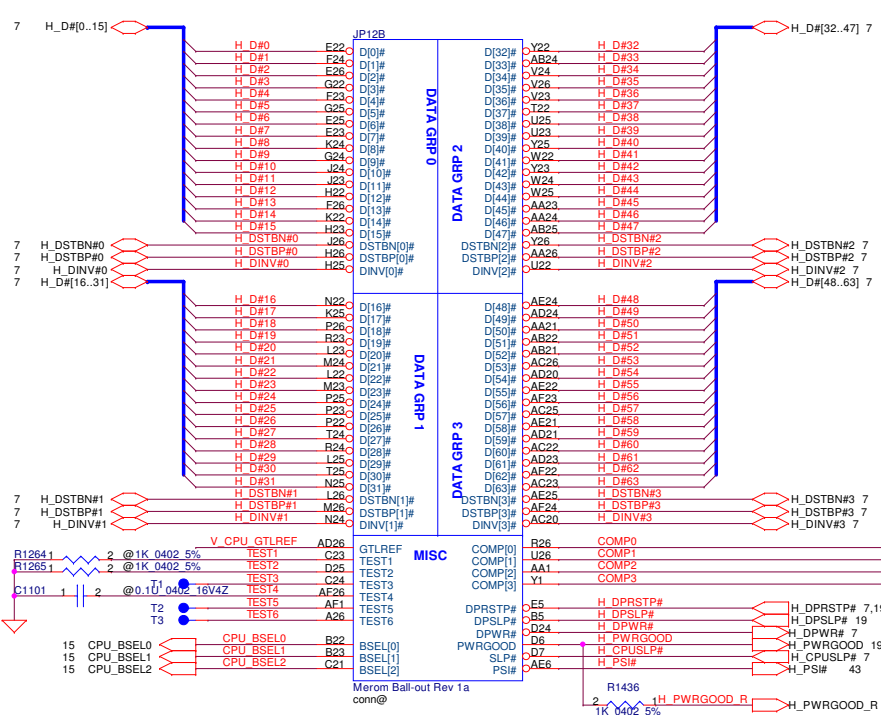 7 H_D#[0..15]
H_D#[32..47] 7
JP12B
H_D#0 E22 D[0]# D[32]# Y22 H_D#32
H_D#1 F24 D[1]# D[33]# AB24 H_D#33
H_D#2 E26 D[2]# D[34]# V24 H_D#34
H_D#3 G22 D[3]# D[35]# V26 H_D#35
H_D#4 F23 D[4]# D[36]# V23 H_D#36
H_D#5 G25 D[5]# D[37]# T22 H_D#37
H_D#6 E25 D[6]# D[38]# U25 H_D#38
H_D#7 E23 D[7]# D[39]# U23 H_D#39
H_D#8 K24 D[8]# D[40]# Y25 H_D#40
H_D#9 G24 D[9]# D[41]# W22 H_D#41
H_D#10 J24 D[10]# D[42]# Y23 H_D#42
H_D#11 J23 D[11]# D[43]# W24 H_D#43
H_D#12 H22 D[12]# D[44]# W25 H_D#44
H_D#13 F26 D[13]# D[45]# AA23 H_D#45
H_D#14 K22 D[14]# D[46]# AA24 H_D#46
H_D#15 H23 D[15]# D[47]# AB25 H_D#47
DATA GRP 0
DATA GRP 2
7 H_DSTBN#0 H_DSTBN#0 J26 DSTBN[0]# DSTBN[2]# Y26 H_DSTBN#2 H_DSTBN#2 7
7 H_DSTBP#0 H_DSTBP#0 H26 DSTBP[0]# DSTBP[2]# AA26 H_DSTBP#2 H_DSTBP#2 7
7 H_DINV#0 H_DINV#0 H25 DINV[0]# DINV[2]# U22 H_DINV#2 H_DINV#2 7
7 H_D#[16..31]
H_D#[48..63] 7
H_D#16 N22 D[16]# D[48]# AE24 H_D#48
H_D#17 K25 D[17]# D[49]# AD24 H_D#49
H_D#18 P26 D[18]# D[50]# AA21 H_D#50
H_D#19 R23 D[19]# D[51]# AB22 H_D#51
H_D#20 L23 D[20]# D[52]# AB21 H_D#52
H_D#21 M24 D[21]# D[53]# AC26 H_D#53
H_D#22 L22 D[22]# D[54]# AD20 H_D#54
H_D#23 M23 D[23]# D[55]# AE22 H_D#55
H_D#24 P25 D[24]# D[56]# AF23 H_D#56
H_D#25 P23 D[25]# D[57]# AC25 H_D#57
H_D#26 P22 D[26]# D[58]# AE21 H_D#58
H_D#27 T24 D[27]# D[59]# AD21 H_D#59
H_D#28 R24 D[28]# D[60]# AC22 H_D#60
H_D#29 L25 D[29]# D[61]# AD23 H_D#61
H_D#30 T25 D[30]# D[62]# AF22 H_D#62
H_D#31 N25 D[31]# D[63]# AC23 H_D#63
DATA GRP 1
DATA GRP 3
7 H_DSTBN#1 H_DSTBN#1 L26 DSTBN[1]# DSTBN[3]# AE25 H_DSTBN#3 H_DSTBN#3 7
7 H_DSTBP#1 H_DSTBP#1 M26 DSTBP[1]# DSTBP[3]# AF24 H_DSTBP#3 H_DSTBP#3 7
7 H_DINV#1 H_DINV#1 N24 DINV[1]# DINV[3]# AC20 H_DINV#3 H_DINV#3 7
V_CPU_GTLREF AD26 GTLREF MISC COMP[0] R26 COMP0
R1264 1 2 @1K_0402_5% TEST1 C23 TEST1 COMP[1] U26 COMP1
R1265 1 2 @1K_0402_5% TEST2 D25 TEST2 COMP[2] AA1 COMP2
T1 TEST3 C24 TEST3 COMP[3] Y1 COMP3
C1101 1 2 @0.1U_0402_16V4Z TEST4 AF26 TEST4
T2 TEST5 AF1 TEST5 DPRSTP# E5 H_DPRSTP# H_DPRSTP# 7,19
T3 TEST6 A26 TEST6 DPSLP# B5 H_DPSLP# H_DPSLP# 19
DPWR# D24 H_DPWR# H_DPWR# 7
15 CPU_BSEL0 CPU_BSEL0 B22 BSEL[0] PWRGOOD D6 H_PWRGOOD H_PWRGOOD 19
15 CPU_BSEL1 CPU_BSEL1 B23 BSEL[1] SLP# D7 H_CPUSLP# H_CPUSLP# 7
15 CPU_BSEL2 CPU_BSEL2 C21 BSEL[2] PSI# AE6 H_PSI# H_PSI# 43
Merom Ball-out Rev 1a
conn@
R1436
2 1 H_PWRGOOD_R H_PWRGOOD_R
1K_0402_5%